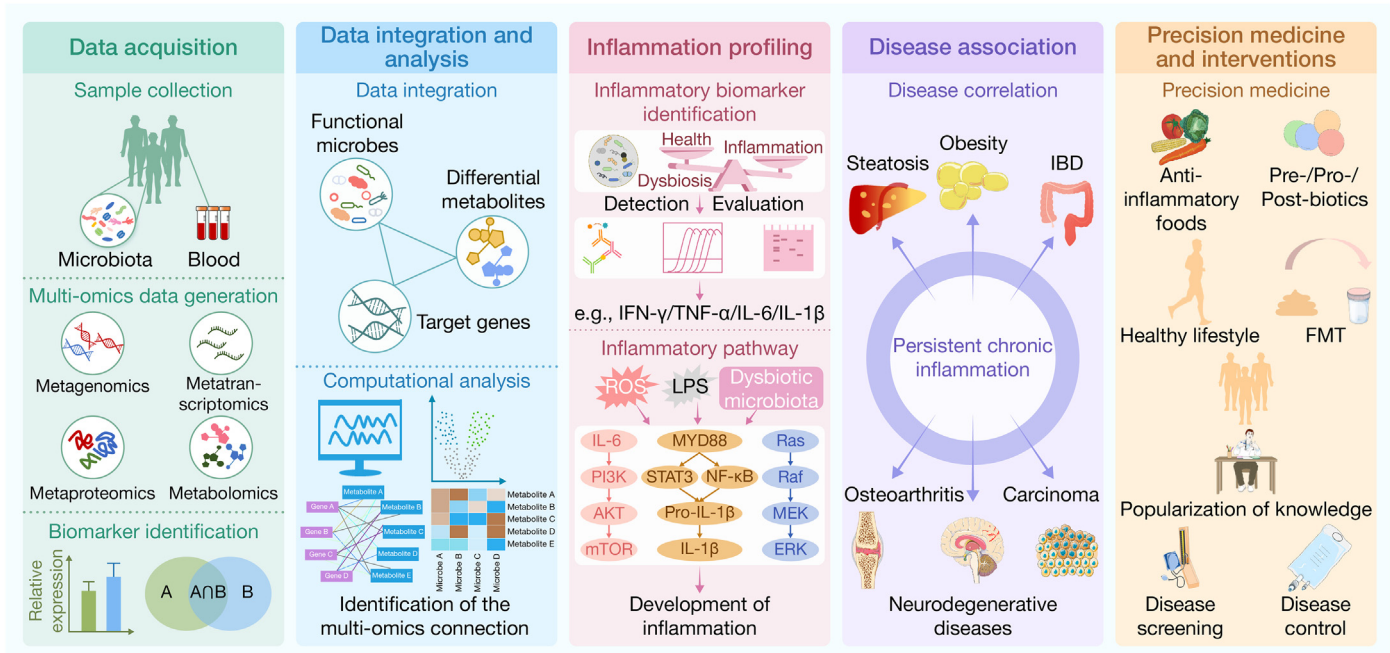 Data acquisition
Sample collection
Microbiota
Blood
Multi-omics data generation
Metagenomics
Metatran-
scriptomics
Metaproteomics
Metabolomics
Biomarker identification
Relative
expression
A
A∩B
B
Data integration and
analysis
Data integration
Functional
microbes
Differential
metabolites
Target genes
Computational analysis
Gene A
Gene B
Gene C
Gene D
Metabolite A
Metabolite B
Metabolite C
Metabolite D
Metabolite E
Metabolite A
Metabolite B
Metabolite C
Metabolite D
Metabolite E
Microbe A
Microbe B
Microbe C
Microbe D
Identification of the
multi-omics connection
Inflammation profiling
Inflammatory biomarker
identification
Health
Inflammation
Dysbiosis
Detection
Evaluation
e.g., IFN-γ/TNF-α/IL-6/IL-1β
Inflammatory pathway
ROS
LPS
Dysbiotic
microbiota
IL-6
PI3K
AKT
mTOR
MYD88
STAT3
NF-κB
Pro-IL-1β
IL-1β
Ras
Raf
MEK
ERK
Development of
inflammation
Disease association
Disease correlation
Steatosis
Obesity
IBD
Persistent chronic
inflammation
Osteoarthritis
Carcinoma
Neurodegenerative
diseases
Precision medicine
and interventions
Precision medicine
Anti-
inflammatory
foods
Pre-/Pro-/
Post-biotics
Healthy lifestyle
FMT
Popularization of knowledge
Disease
screening
Disease
control